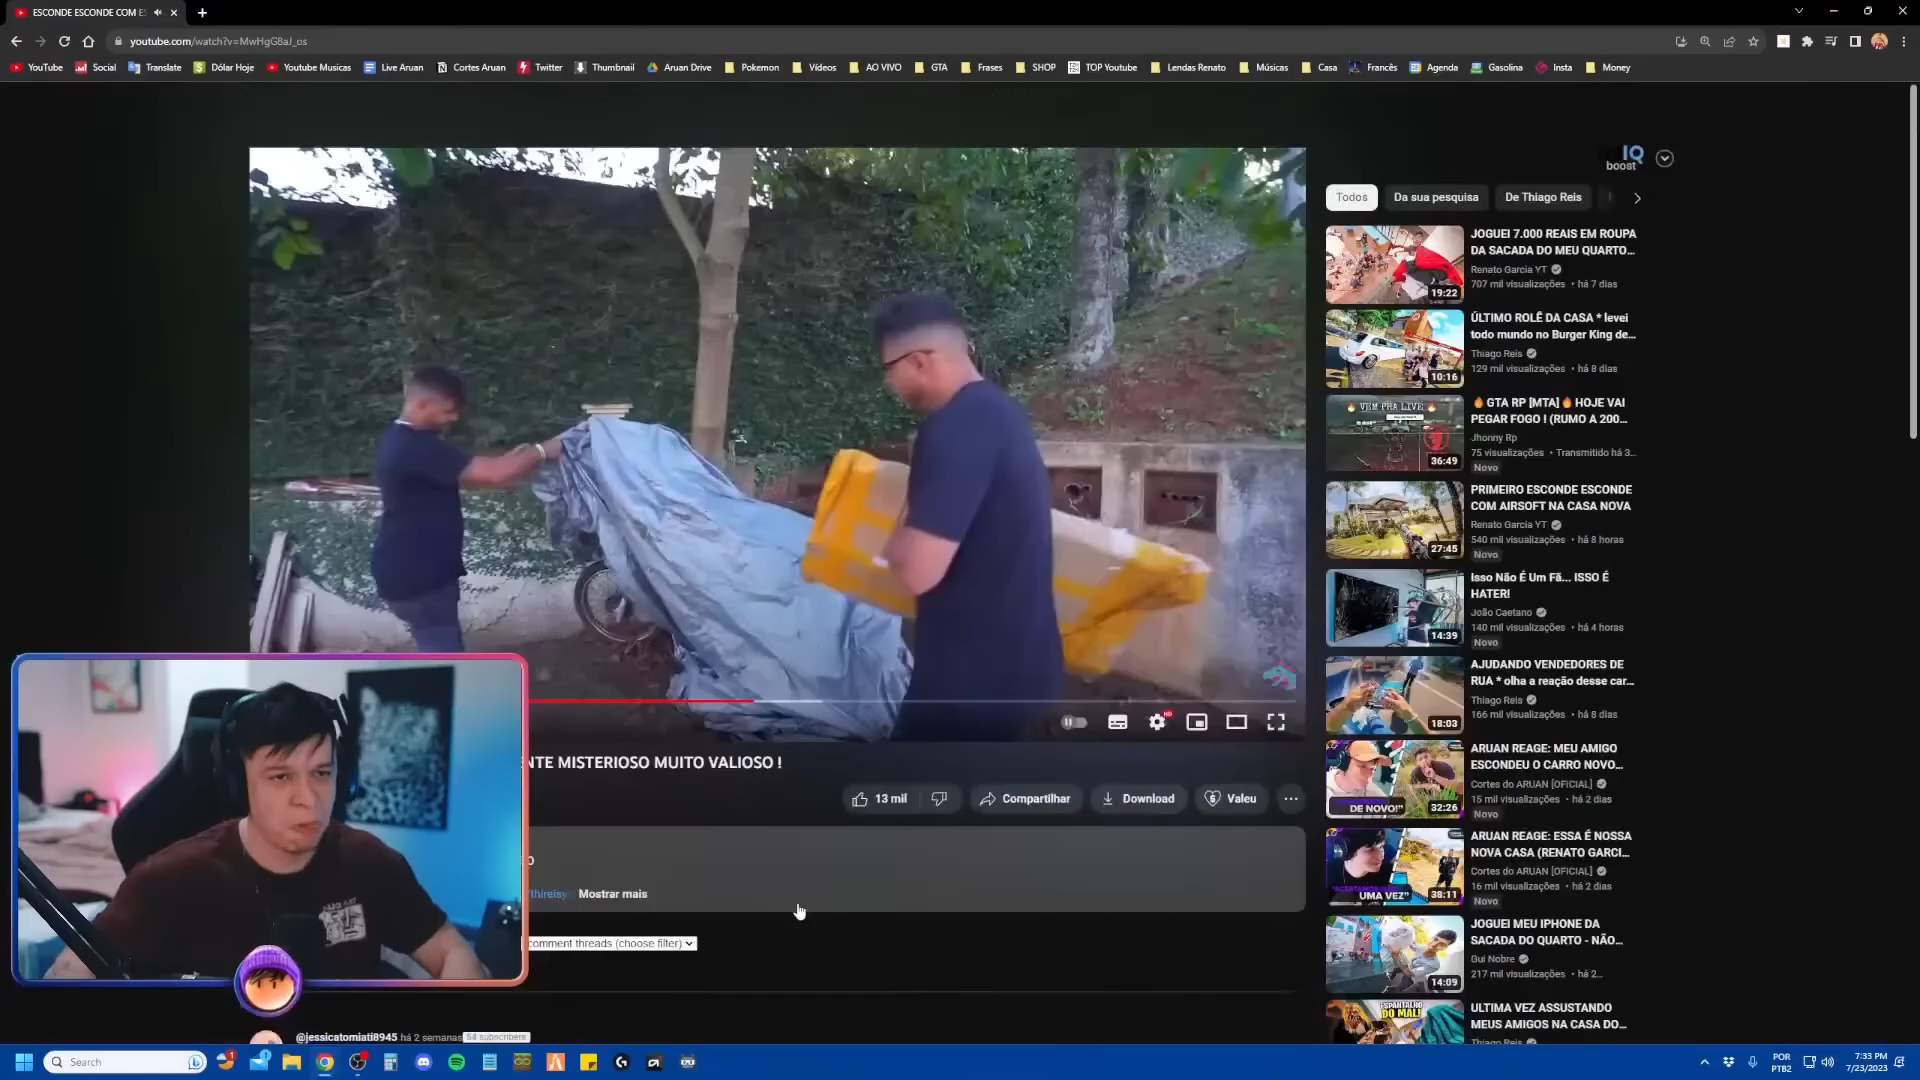 ESCONDE ESCONDE COM E
youtube.com/watch?v=MwHgG8aJ_os
YouTube
Social
Translate
Dólar Hoje
Youtube Musicas
Live Aruan
Cortes Aruan
Twitter
Thumbnail
Aruan Drive
Pokemon
Vídeos
AO VIVO
GTA
Frases
SHOP
TOP Youtube
Lendas Renato
Músicas
Casa
Francês
Agenda
Gasolina
Insta
Money
IQ
boost
Todos
Da sua pesquisa
De Thiago Reis
JOGUEI 7.000 REAIS EM ROUPA
DA SACADA DO MEU QUARTO...
Renato Garcia YT
707 mil visualizações • há 7 dias
19:22
ÚLTIMO ROLÊ DA CASA * levei
todo mundo no Burger King de...
Thiago Reis
129 mil visualizações • há 8 dias
10:16
VEM PRA LIVE
GTA RP [MTA] HOJE VAI
PEGAR FOGO ! (RUMO A 200...
Jhonny Rp
75 visualizações • Transmitido há 3...
Novo
36:49
PRIMEIRO ESCONDE ESCONDE
COM AIRSOFT NA CASA NOVA
Renato Garcia YT
540 mil visualizações • há 8 horas
Novo
27:45
Isso Não É Um Fã... ISSO É
HATER!
João Caetano
140 mil visualizações • há 4 horas
Novo
14:39
AJUDANDO VENDEDORES DE
RUA * olha a reação desse car...
Thiago Reis
166 mil visualizações • há 8 dias
18:03
ARUAN REAGE: MEU AMIGO
ESCONDEU O CARRO NOVO...
Cortes do ARUAN [OFICIAL]
15 mil visualizações • há 2 dias
Novo
DE NOVO!"
32:26
ARUAN REAGE: ESSA É NOSSA
NOVA CASA (RENATO GARCI...
Cortes do ARUAN [OFICIAL]
16 mil visualizações • há 2 dias
Novo
UMA VEZ"
38:11
JOGUEI MEU IPHONE DA
SACADA DO QUARTO - NÃO...
Gui Nobre
217 mil visualizações • há 2...
14:09
ESPANTALHO
DO MAL!
ULTIMA VEZ ASSUSTANDO
MEUS AMIGOS NA CASA DO...
Thiago Reis
HD
NTE MISTERIOSO MUITO VALIOSO !
13 mil
Compartilhar
Download
Valeu
thireisy
Mostrar mais
comment threads (choose filter)
@jessicatomiati8945 há 2 semanas 54 subscribers
Search
POR
PTB2
7:33 PM
7/23/2023